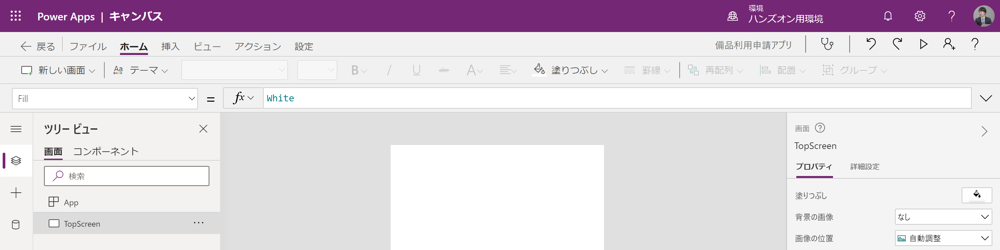 Power Apps | キャンバス
環境
ハンズオン用環境
戻る ファイル ホーム 挿入 ビュー アクション 設定 備品利用申請アプリ
新しい画面 Aa テーマ B / U abc A 塗りつぶし 罫線 再配列 配置 グループ
Fill = fx White
ツリー ビュー
画面 コンポーネント
検索
App
TopScreen
画面
TopScreen
プロパティ 詳細設定
塗りつぶし
背景の画像 なし
画像の位置 自動調整